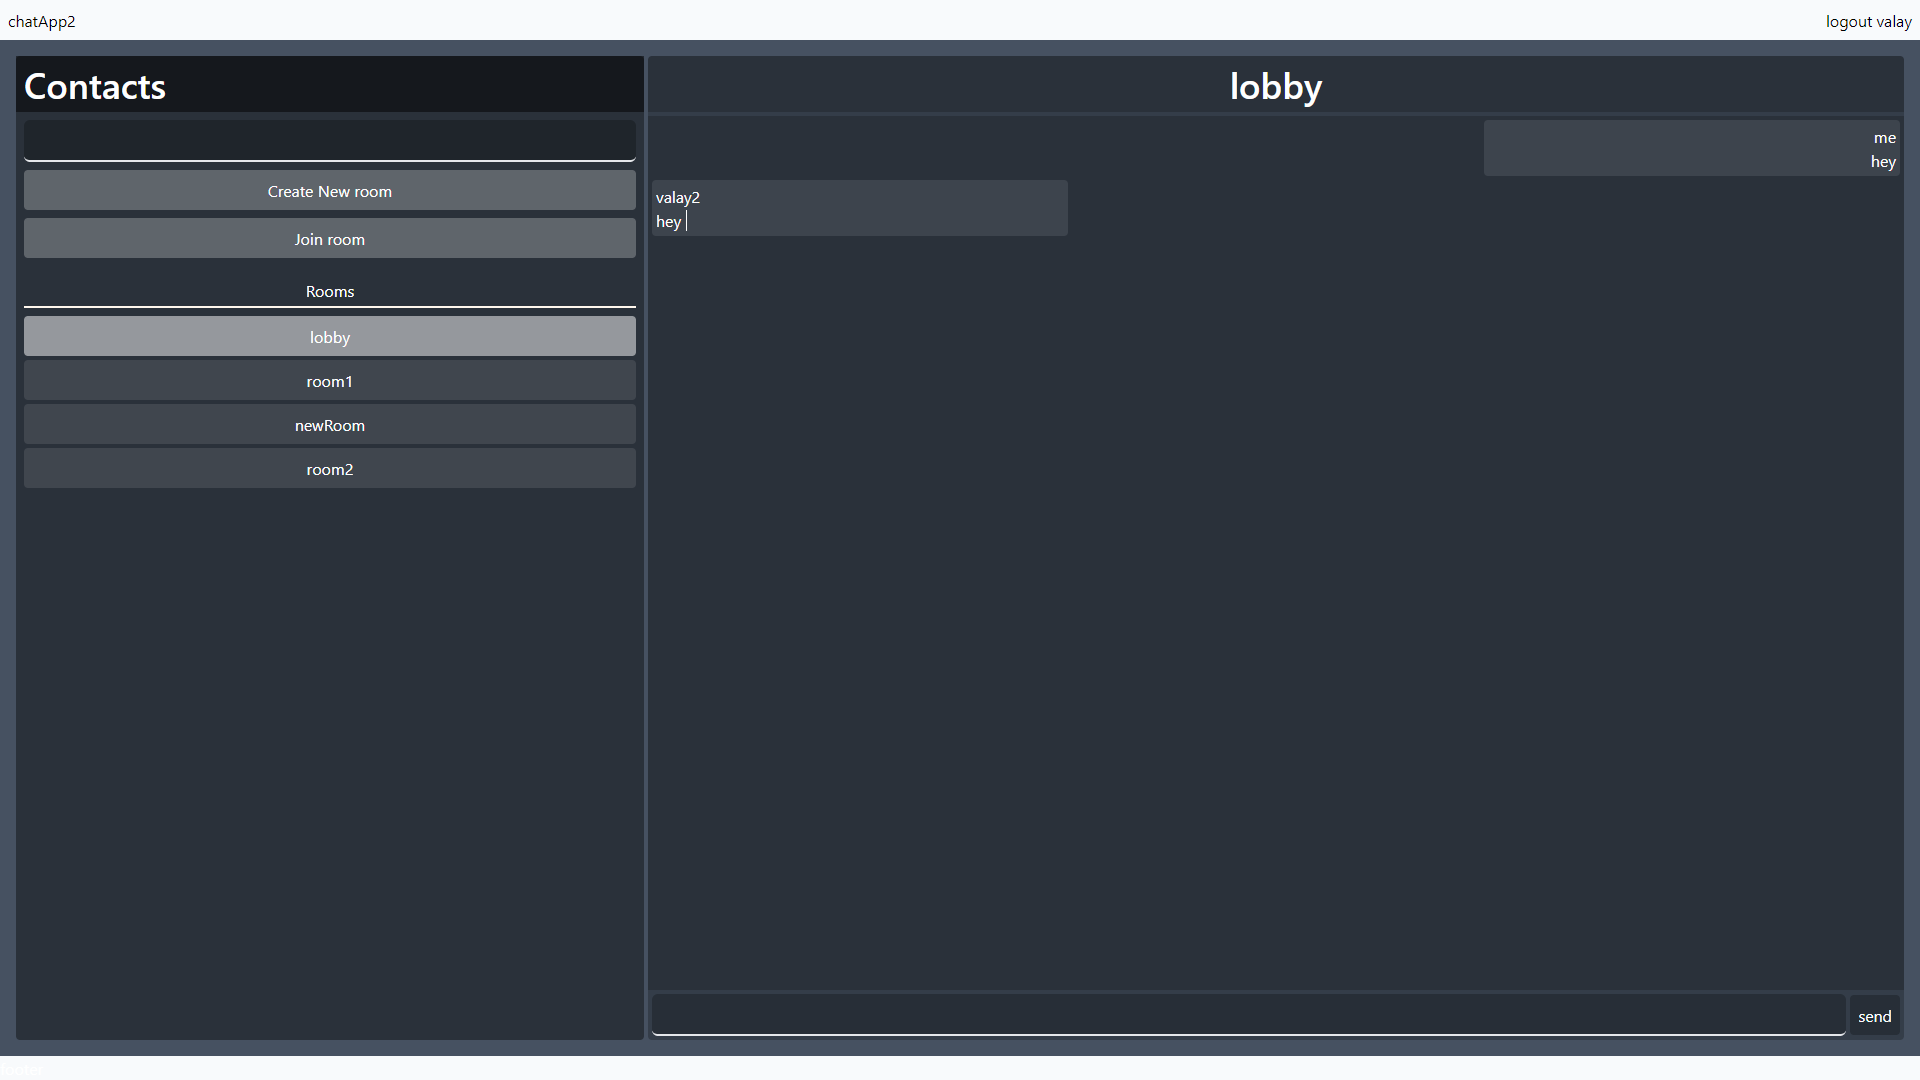 chatApp2
logout valay
Contacts
Create New room
Join room
Rooms
lobby
room1
newRoom
room2
lobby
me
hey
valay2
hey
send